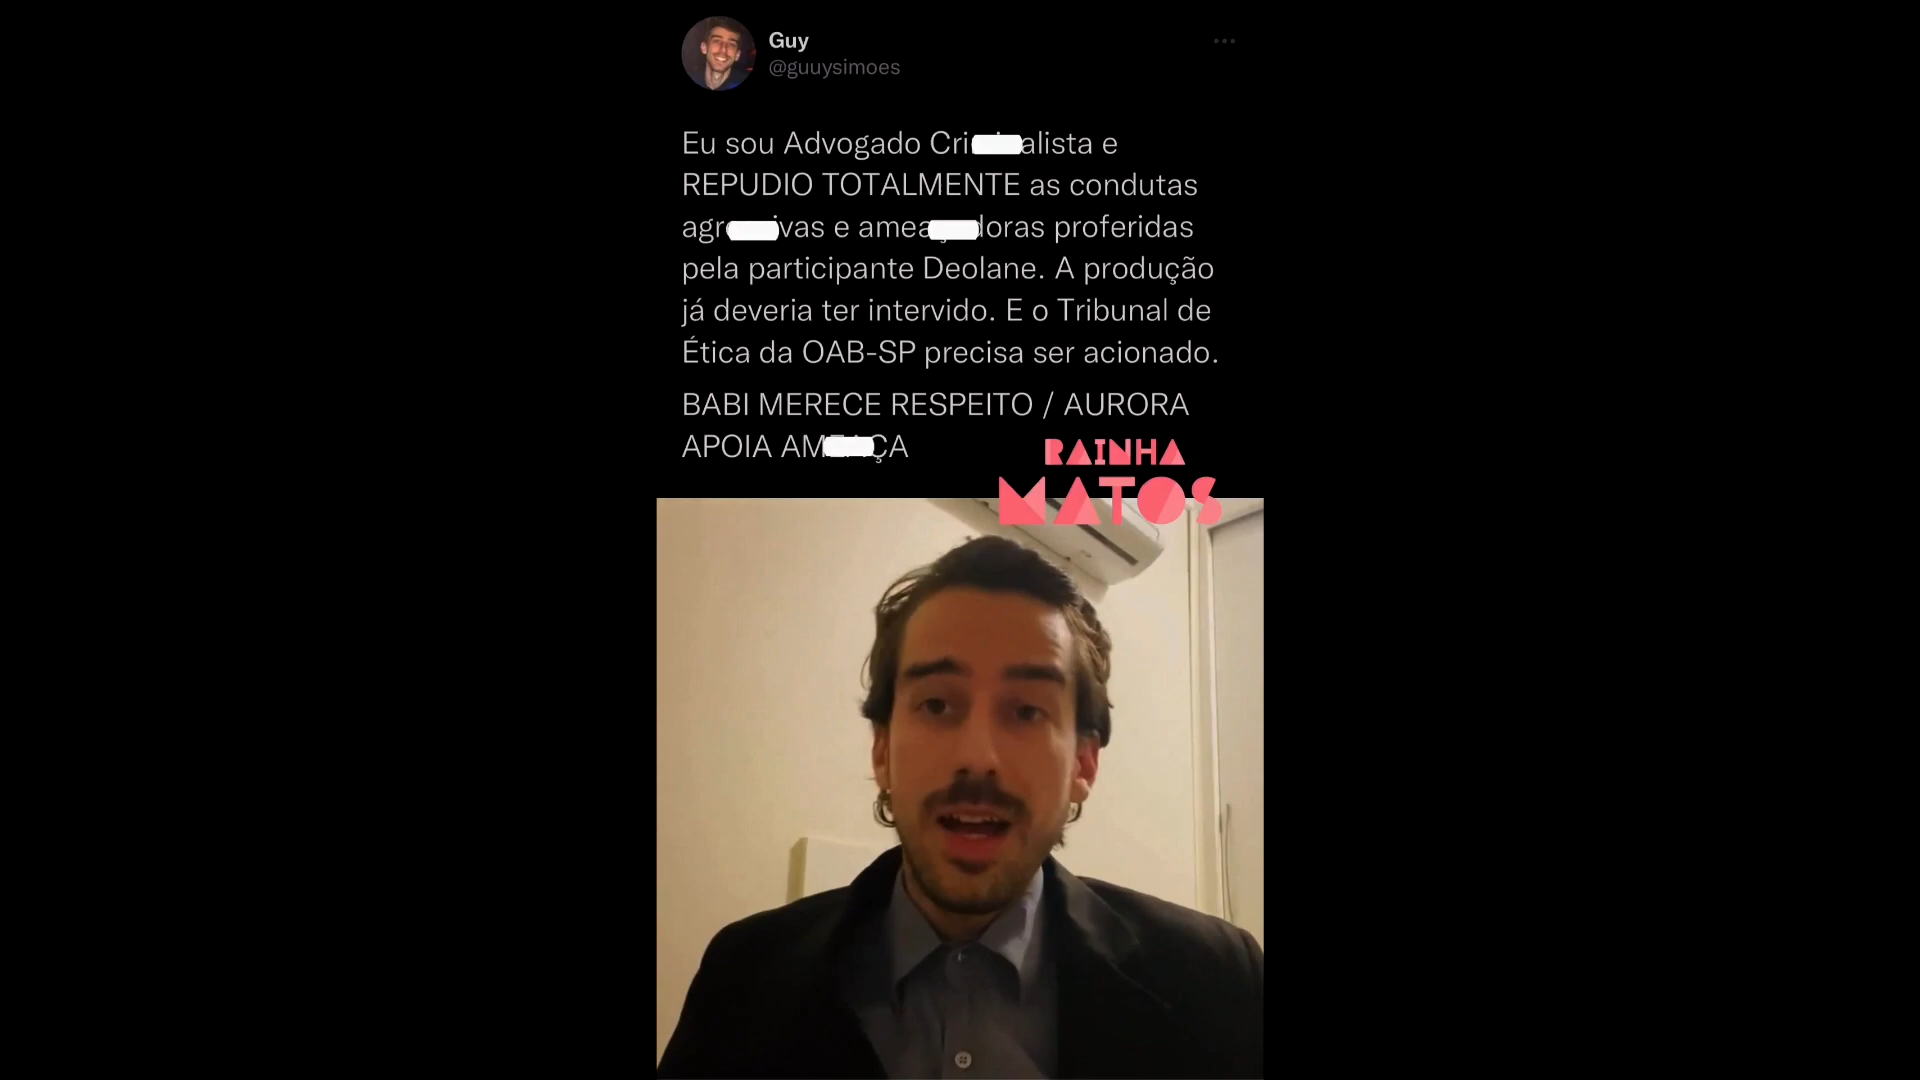 Guy
@guuysimoes
Eu sou Advogado Cri alista e
REPUDIO TOTALMENTE as condutas
agr ivas e amea doras proferidas
pela participante Deolane. A produção
já deveria ter intervido. E o Tribunal de
Ética da OAB-SP precisa ser acionado.
BABI MERECE RESPEITO / AURORA
APOIA AM ÇA
RAINHA
MATOS